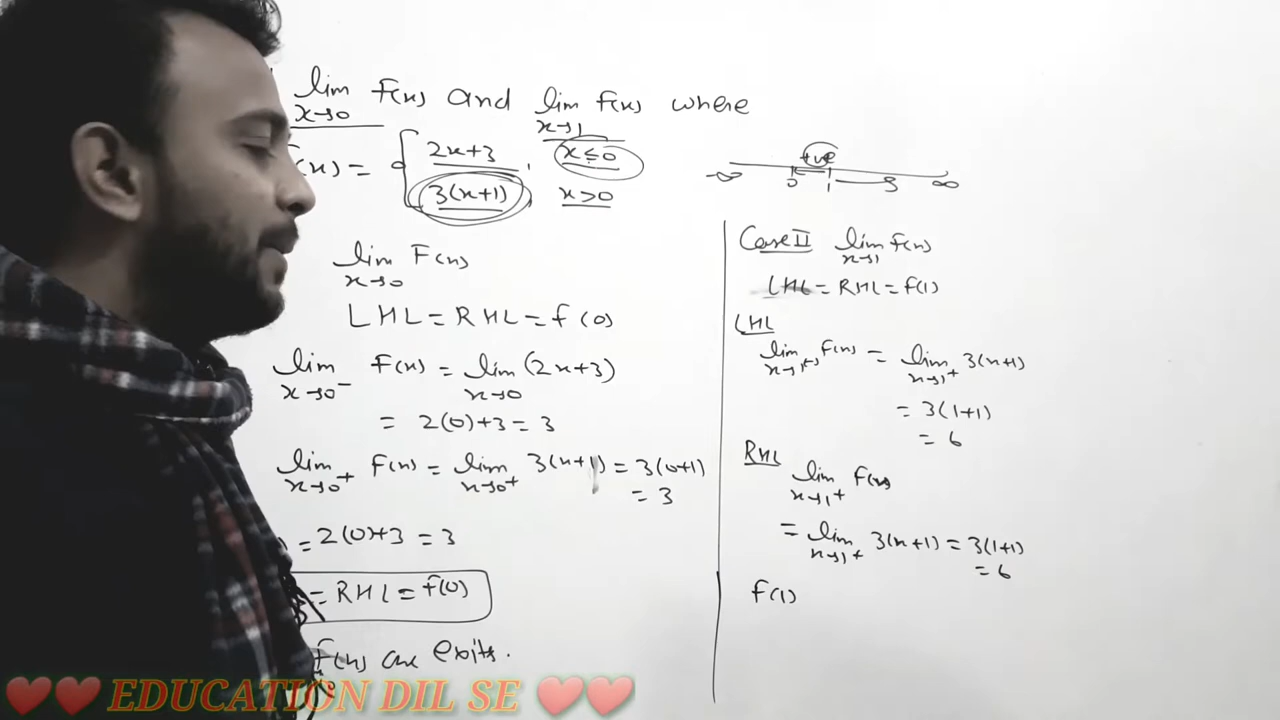 lim F(x) and lim F(x) where
x→0 x→1
(x) = { 2x+3, x≤0
3(x+1), x>0
lim F(x)
x→0
LHL = RHL = f(0)
lim F(x) = lim (2x+3)
x→0⁻ x→0
= 2(0)+3 = 3
lim F(x) = lim 3(x+1) = 3(0+1)
x→0⁺ x→0⁺ = 3
= 2(0)+3 = 3
= RHL = f(0)
f(x) are exits.
+ve
-∞ 0 1 ∞
Case II lim f(x)
x→1
LHL = RHL = f(1)
LHL
lim F(x) = lim 3(x+1)
x→1⁺ x→1⁺
= 3(1+1)
= 6
RHL
lim F(x)
x→1⁺
= lim 3(x+1) = 3(1+1)
x→1⁺ = 6
f(1)
❤❤ EDUCATION DIL SE ❤❤